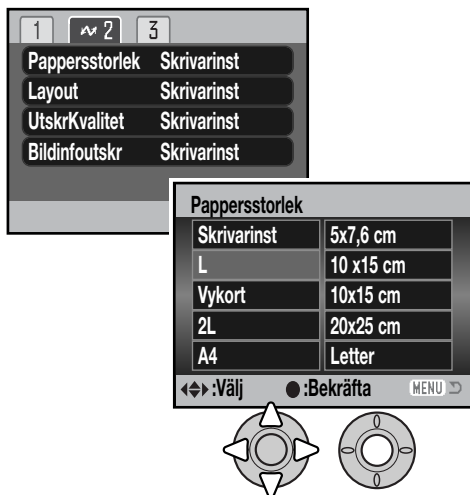 1 2 3
Pappersstorlek Skrivarinst
Layout Skrivarinst
UtskrKvalitet Skrivarinst
Bildinfoutskr Skrivarinst
Pappersstorlek
Skrivarinst 5x7,6 cm
L 10 x15 cm
Vykort 10x15 cm
2L 20x25 cm
A4 Letter
:Välj :Bekräfta MENU